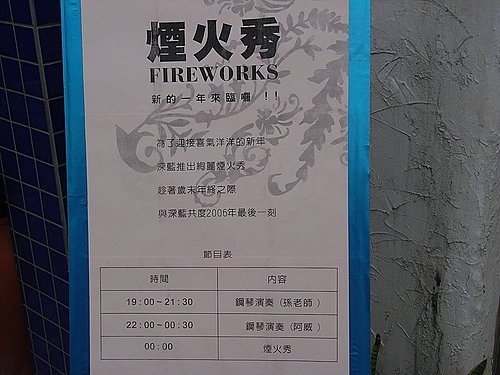 煙火秀
FIREWORKS
新的一年來臨囉 !!
為了迎接喜氣洋洋的新年
深藍推出絢麗煙火秀
趁著歲末年終之際
與深藍共度2006年最後一刻
節目表
時間 內容
19:00~21:30 鋼琴演奏(孫老師)
22:00~00:30 鋼琴演奏(阿威)
00:00 煙火秀